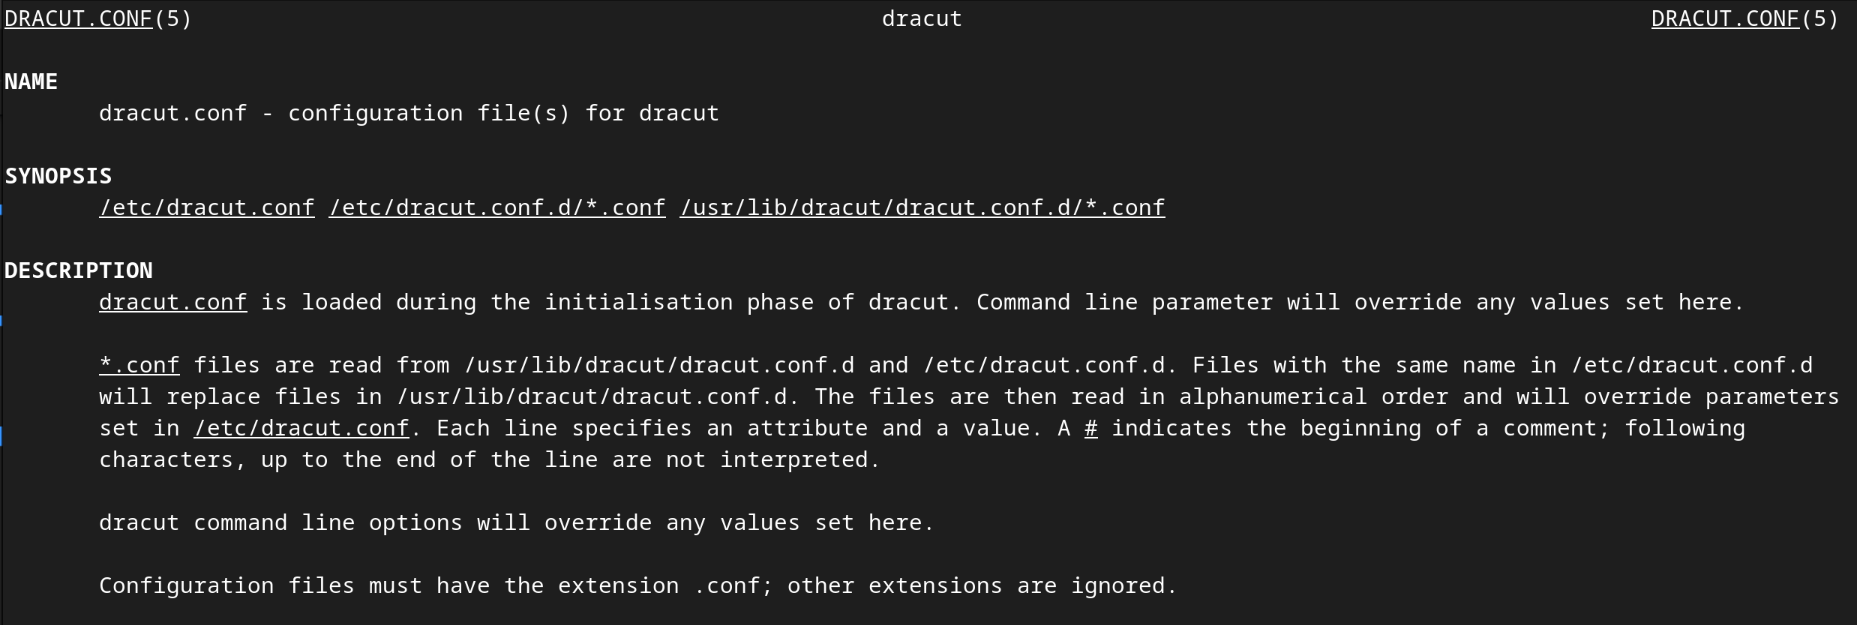 DRACUT.CONF(5) dracut DRACUT.CONF(5)
NAME
dracut.conf - configuration file(s) for dracut
SYNOPSIS
/etc/dracut.conf /etc/dracut.conf.d/*.conf /usr/lib/dracut/dracut.conf.d/*.conf
DESCRIPTION
dracut.conf is loaded during the initialisation phase of dracut. Command line parameter will override any values set here.
*.conf files are read from /usr/lib/dracut/dracut.conf.d and /etc/dracut.conf.d. Files with the same name in /etc/dracut.conf.d
will replace files in /usr/lib/dracut/dracut.conf.d. The files are then read in alphanumerical order and will override parameters
set in /etc/dracut.conf. Each line specifies an attribute and a value. A # indicates the beginning of a comment; following
characters, up to the end of the line are not interpreted.
dracut command line options will override any values set here.
Configuration files must have the extension .conf; other extensions are ignored.